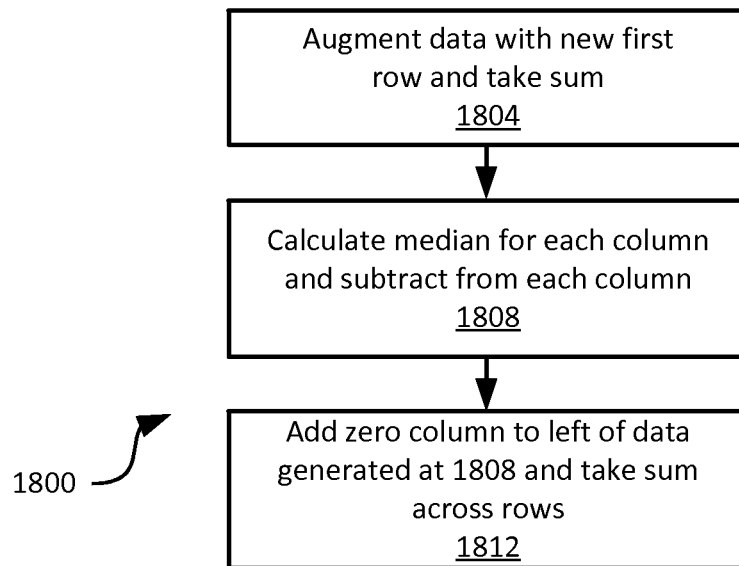 Augment data with new first
row and take sum
1804
Calculate median for each column
and subtract from each column
1808
Add zero column to left of data
generated at 1808 and take sum
across rows
1812
1800